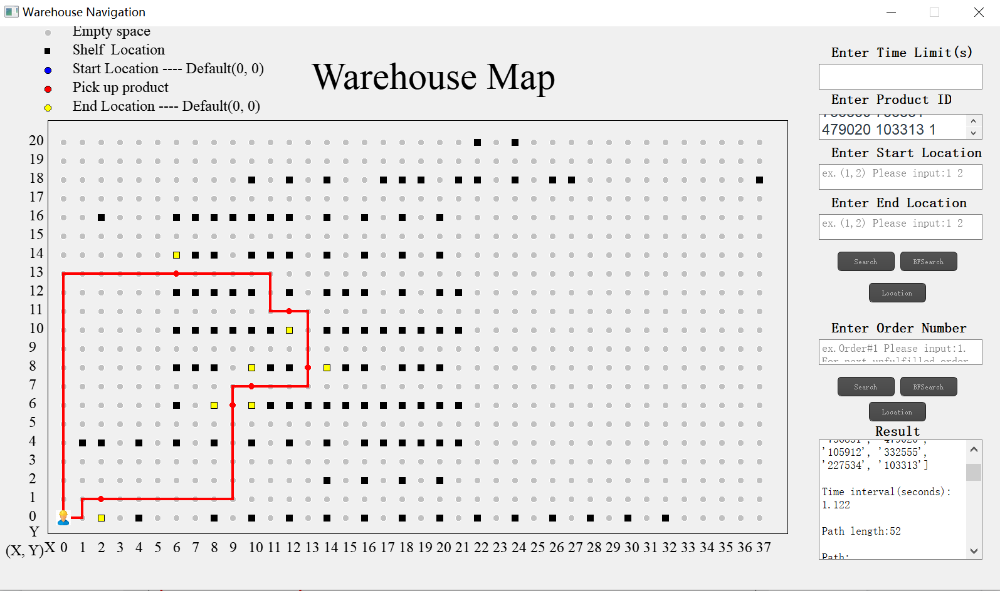 Warehouse Navigation
Empty space
Shelf Location
Start Location ---- Default(0, 0)
Pick up product
End Location ---- Default(0, 0)
Warehouse Map
20
19
18
17
16
15
14
13
12
11
10
9
8
7
6
5
4
3
2
1
0
Y
(X, Y) X 0 1 2 3 4 5 6 7 8 9 10 11 12 13 14 15 16 17 18 19 20 21 22 23 24 25 26 27 28 29 30 31 32 33 34 35 36 37
Enter Time Limit(s)
Enter Product ID
479020 103313 1
Enter Start Location
ex.(1,2) Please input:1 2
Enter End Location
ex.(1,2) Please input:1 2
Search BFSearch
Location
Enter Order Number
ex.Order#1 Please input:1.
For next unfulfilled order
Search BFSearch
Location
Result
'105912', '332555',
'227534', '103313']
Time interval(seconds):
1.122
Path length:52
Path: